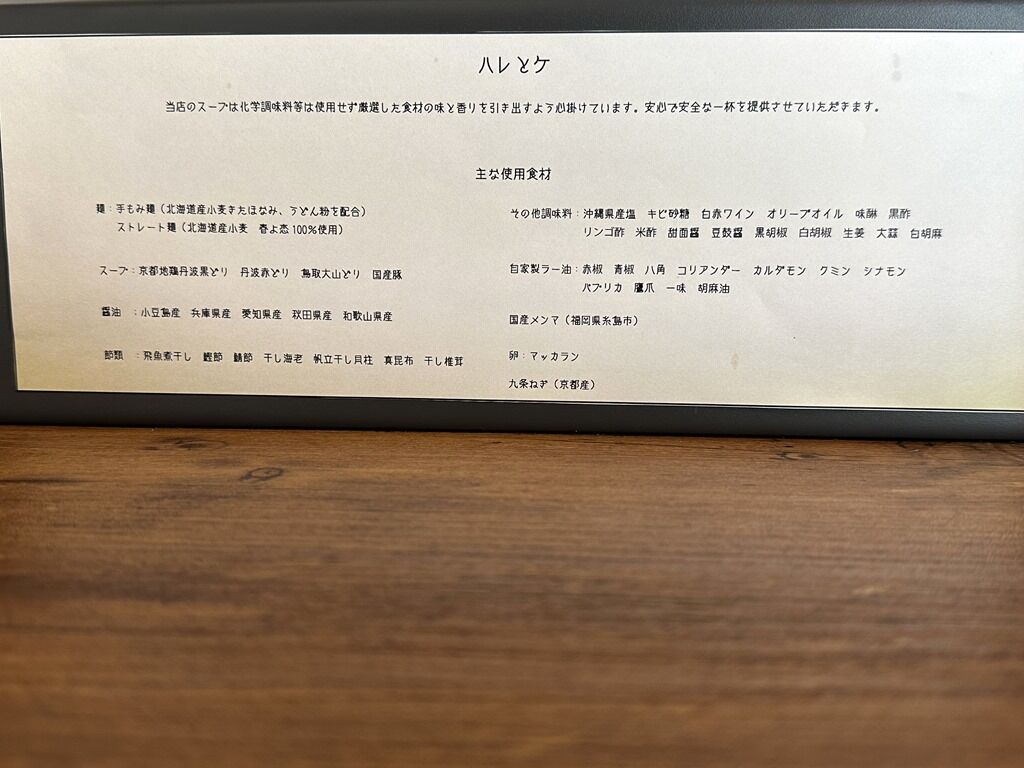 ハレとケ
当店のスープは化学調味料等は使用せず厳選した食材の味と香りを引き出すよう心掛けています。安心で安全な一杯を提供させていただきます。
主な使用食材
麺：手もみ麺（北海道産小麦きたほなみ、うどん粉を配合）
ストレート麺（北海道産小麦 春よ恋100%使用）
スープ：京都地鶏丹波黒どり 丹波赤どり 鳥取大山どり 国産豚
醤油 ：小豆島産 兵庫県産 愛知県産 秋田県産 和歌山県産
節類 ：飛魚煮干し 鰹節 鯖節 干し海老 帆立干し貝柱 真昆布 干し椎茸
その他調味料：沖縄県産塩 キビ砂糖 白赤ワイン オリーブオイル 味醂 黒酢
リンゴ酢 米酢 甜面醤 豆鼓醤 黒胡椒 白胡椒 生姜 大蒜 白胡麻
自家製ラー油：赤椒 青椒 八角 コリアンダー カルダモン クミン シナモン
パプリカ 鷹爪 一味 胡麻油
国産メンマ（福岡県糸島市）
卵：マッカラン
九条ねぎ（京都産）